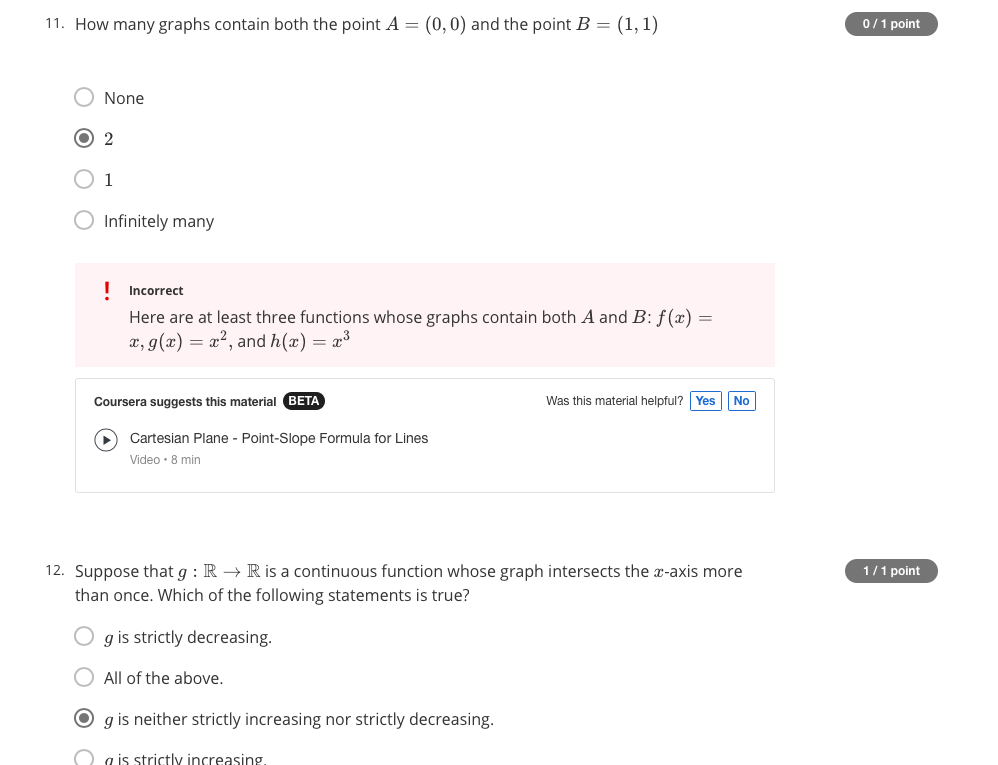 11. How many graphs contain both the point A = (0, 0) and the point B = (1, 1)
0 / 1 point
None
2
1
Infinitely many
! Incorrect
Here are at least three functions whose graphs contain both A and B: f(x) =
x, g(x) = x², and h(x) = x³
Coursera suggests this material BETA
Was this material helpful? Yes No
Cartesian Plane - Point-Slope Formula for Lines
Video • 8 min
12. Suppose that g : ℝ → ℝ is a continuous function whose graph intersects the x-axis more
1 / 1 point
than once. Which of the following statements is true?
g is strictly decreasing.
All of the above.
g is neither strictly increasing nor strictly decreasing.
g is strictly increasing.